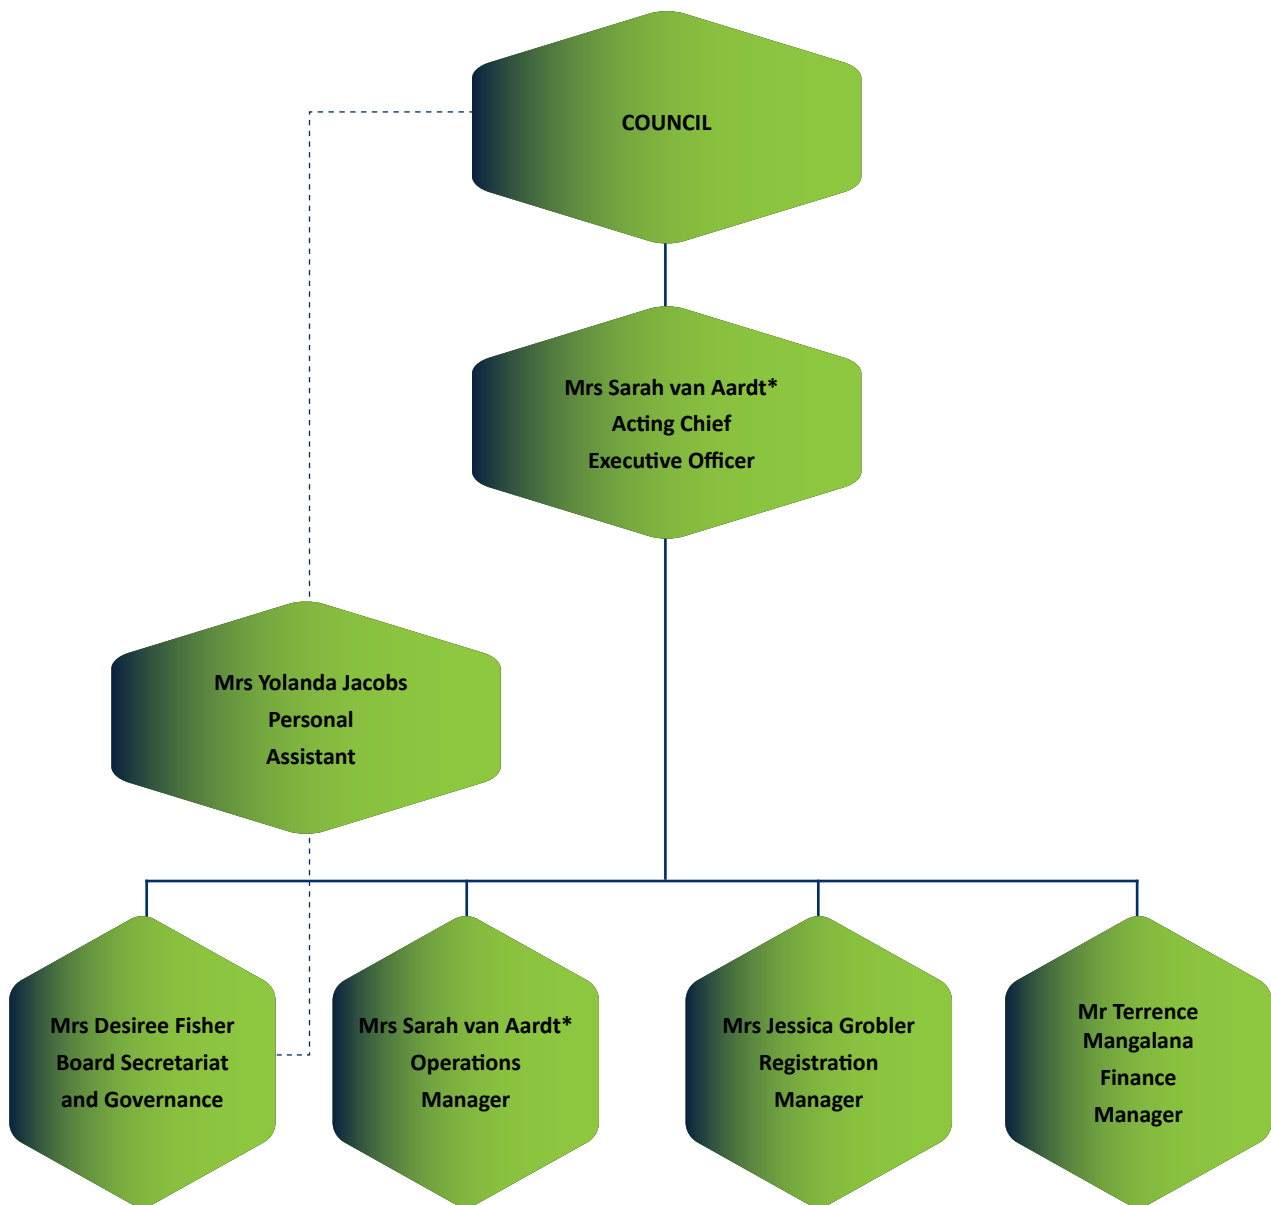 COUNCIL
Mrs Sarah van Aardt*
Acting Chief
Executive Officer
Mrs Yolanda Jacobs
Personal
Assistant
Mrs Desiree Fisher
Board Secretariat
and Governance
Mrs Sarah van Aardt*
Operations
Manager
Mrs Jessica Grobler
Registration
Manager
Mr Terrence
Mangalana
Finance
Manager